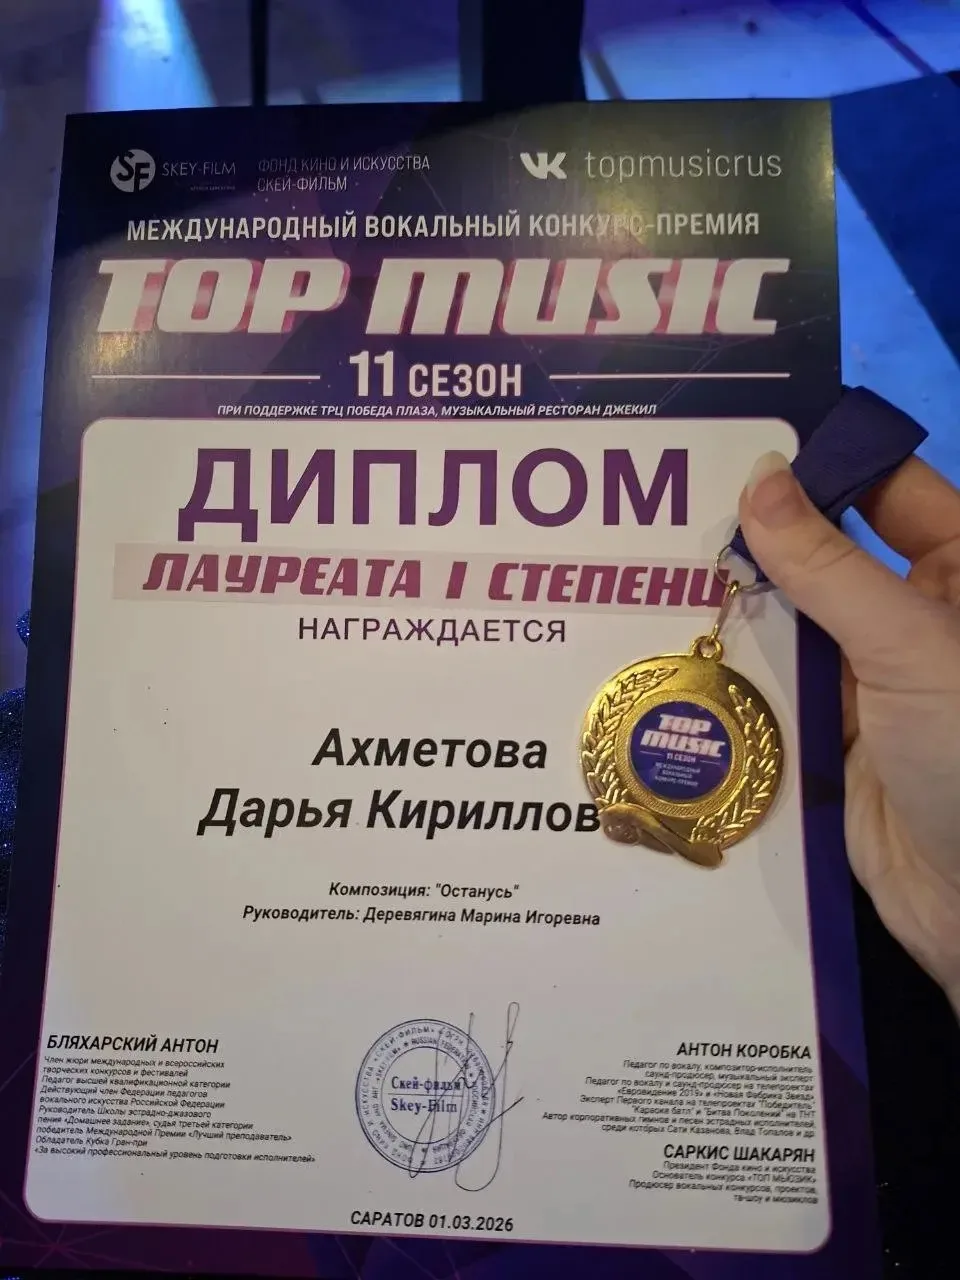 SKEY-FILM
ФОНД КИНО И ИСКУССТВА
СКЕЙ-ФИЛЬМ
topmusicrus
МЕЖДУНАРОДНЫЙ ВОКАЛЬНЫЙ КОНКУРС-ПРЕМИЯ
TOP MUSIC
11 СЕЗОН
ПРИ ПОДДЕРЖКЕ ТРЦ ПОБЕДА ПЛАЗА, МУЗЫКАЛЬНЫЙ РЕСТОРАН ДЖЕКИЛ
ДИПЛОМ
ЛАУРЕАТА I СТЕПЕНИ
НАГРАЖДАЕТСЯ
Ахметова
Дарья Кириллов
Композиция: "Останусь"
Руководитель: Деревягина Марина Игоревна
TOP
MUSIC
11 СЕЗОН
МЕЖДУНАРОДНЫЙ
ВОКАЛЬНЫЙ
КОНКУРС-ПРЕМИЯ
БЛЯХАРСКИЙ АНТОН
Член жюри международных и всероссийских
творческих конкурсов и фестивалей
Педагог высшей квалификационной категории
Действующий член Федерации педагогов
вокального искусства Российской Федерации
Руководитель Школы эстрадно-джазового
пения «Домашнее задание», судья третьей категории
победитель Международной Премии «Лучший преподаватель»
Обладатель Кубка Гран-при
«За высокий профессиональный уровень подготовки исполнителей»
Скей-фильм
Skey-Film
АНТОН КОРОБКА
Педагог по вокалу, композитор-исполнитель
саунд-продюсер, музыкальный эксперт
Педагог по вокалу и саунд-продюсер на телепроектах
«Евровидение 2019» и «Новая Фабрика Звезд»
Эксперт Первого канала на телепроектах "Победитель",
"Караоке батл" и "Битва Поколений" на ТНТ
Автор корпоративных гимнов и песен эстрадных исполнителей,
среди которых Сати Казанова, Влад Топалов и др
САРКИС ШАКАРЯН
Президент Фонда кино и искусства
Основатель конкурса «ТОП МЬЮЗИК»
Продюсер вокальных конкурсов, проектов,
тв-шоу и мюзиклов
САРАТОВ 01.03.2026